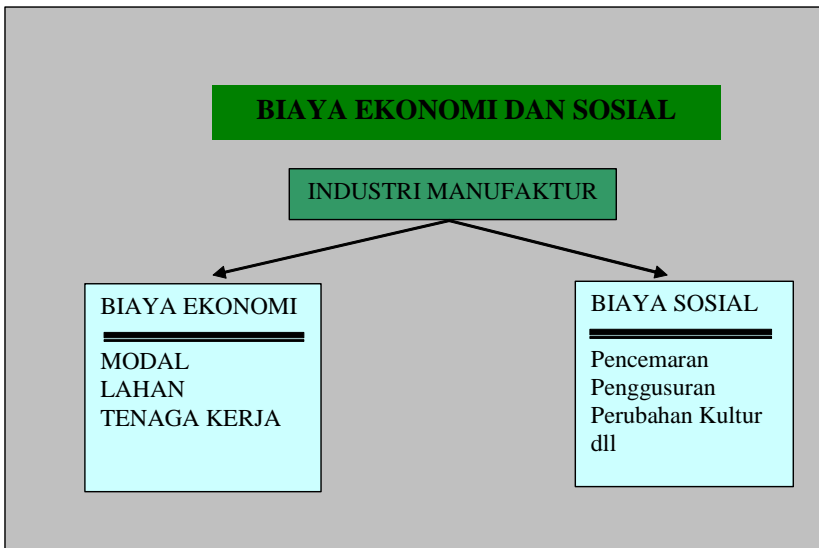 BIAYA EKONOMI DAN SOSIAL
INDUSTRI MANUFAKTUR
BIAYA EKONOMI
MODAL
LAHAN
TENAGA KERJA
BIAYA SOSIAL
Pencemaran
Penggusuran
Perubahan Kultur
dll